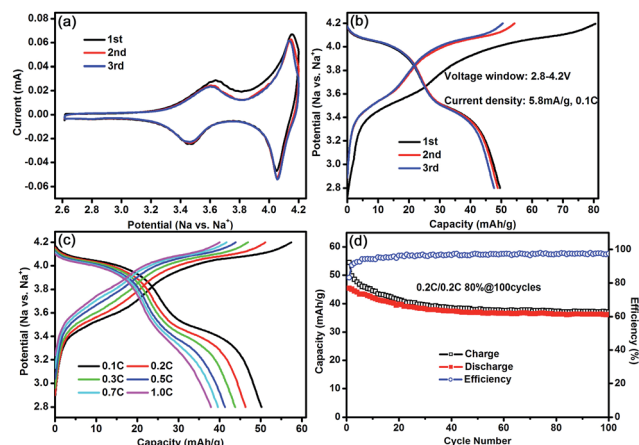 (a)
1st
2nd
3rd
Current (mA)
0.08
0.06
0.04
0.02
0.00
-0.02
-0.04
-0.06
2.6 2.8 3.0 3.2 3.4 3.6 3.8 4.0 4.2
Potential (Na vs. Na+)
(b)
Voltage window: 2.8-4.2V
Current density: 5.8mA/g, 0.1C
1st
2nd
3rd
Potential (Na vs. Na+)
4.2
4.0
3.8
3.6
3.4
3.2
3.0
2.8
0 10 20 30 40 50 60 70 80
Capacity (mAh/g)
(c)
0.1C 0.2C
0.3C 0.5C
0.7C 1.0C
Potential (Na vs. Na+)
4.2
4.0
3.8
3.6
3.4
3.2
3.0
2.8
0 10 20 30 40 50 60
Capacity (mAh/g)
(d)
0.2C/0.2C 80%@100cycles
Charge
Discharge
Efficiency
Capacity (mAh/g)
60
50
40
30
20
10
0
Efficiency (%)
100
80
60
40
20
0
0 20 40 60 80 100
Cycle Number